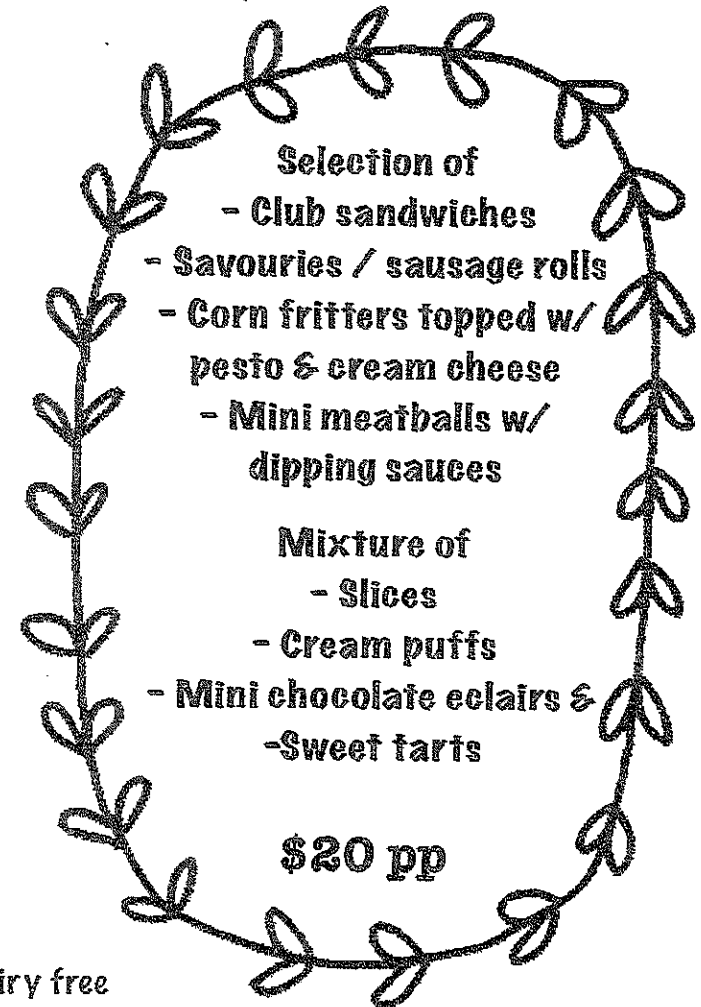 Selection of
- Club sandwiches
- Savouries / sausage rolls
- Corn fritters topped w/
pesto & cream cheese
- Mini meatballs w/
dipping sauces
Mixture of
- Slices
- Cream puffs
- Mini chocolate eclairs &
-Sweet tarts
$20 pp
free